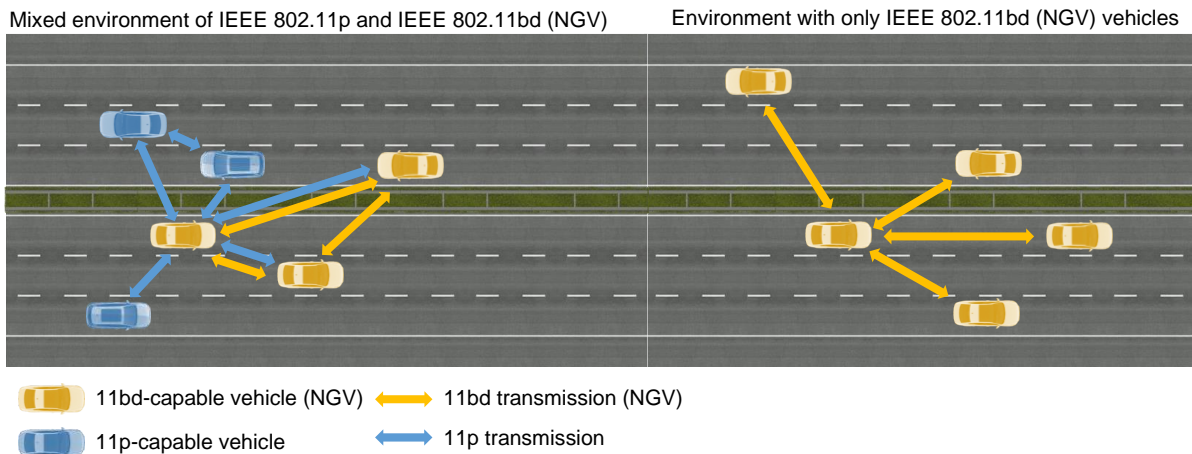 Mixed environment of IEEE 802.11p and IEEE 802.11bd (NGV)
Environment with only IEEE 802.11bd (NGV) vehicles
11bd-capable vehicle (NGV)
11bd transmission (NGV)
11p-capable vehicle
11p transmission